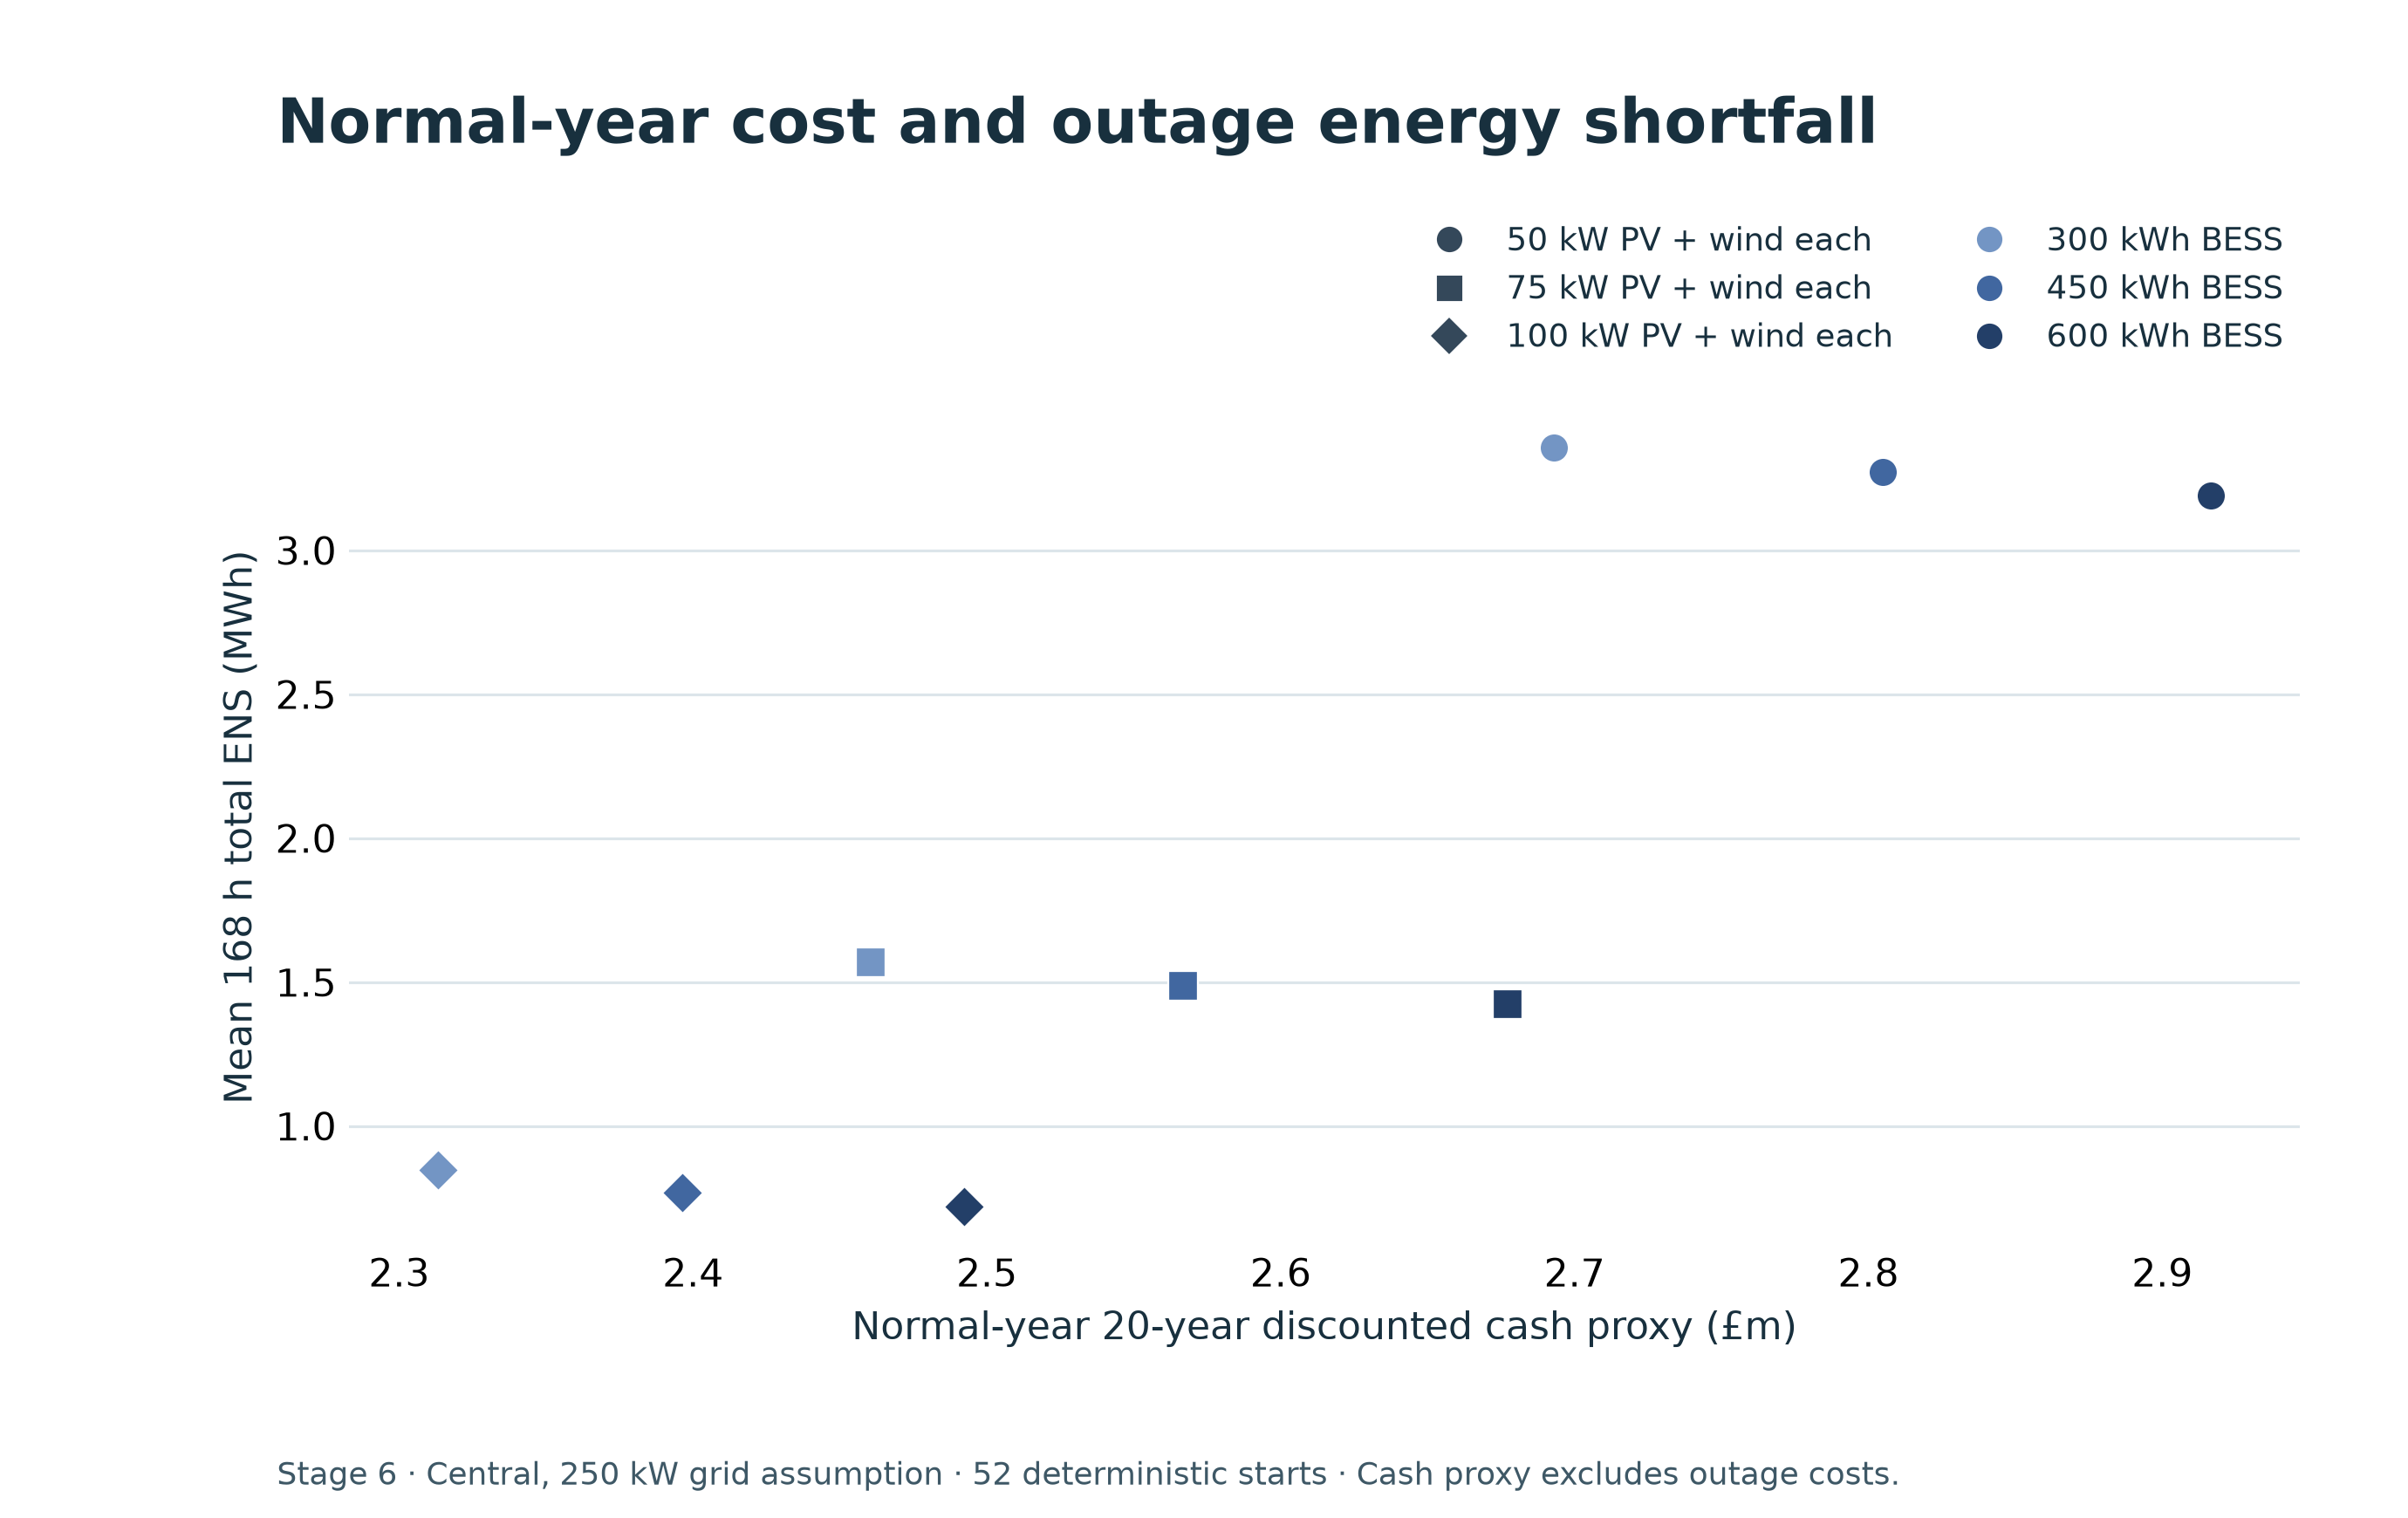 Normal-year cost and outage energy shortfall
50 kW PV + wind each
75 kW PV + wind each
100 kW PV + wind each
300 kWh BESS
450 kWh BESS
600 kWh BESS
Mean 168 h total ENS (MWh)
3.0
2.5
2.0
1.5
1.0
2.3 2.4 2.5 2.6 2.7 2.8 2.9
Normal-year 20-year discounted cash proxy (£m)
Stage 6 · Central, 250 kW grid assumption · 52 deterministic starts · Cash proxy excludes outage costs.